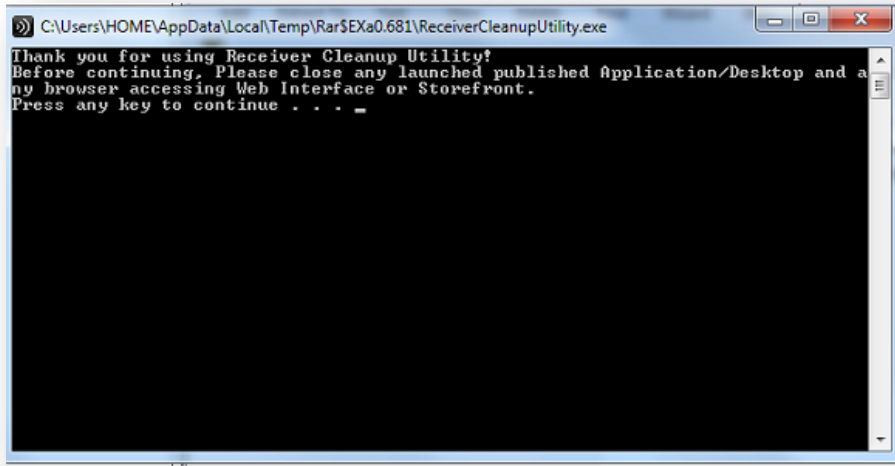 C:\Users\HOME\AppData\Local\Temp\Rar$EXa0.681\ReceiverCleanupUtility.exe
Thank you for using Receiver Cleanup Utility!
Before continuing, Please close any launched published Application/Desktop and a
ny browser accessing Web Interface or Storefront.
Press any key to continue . . . _